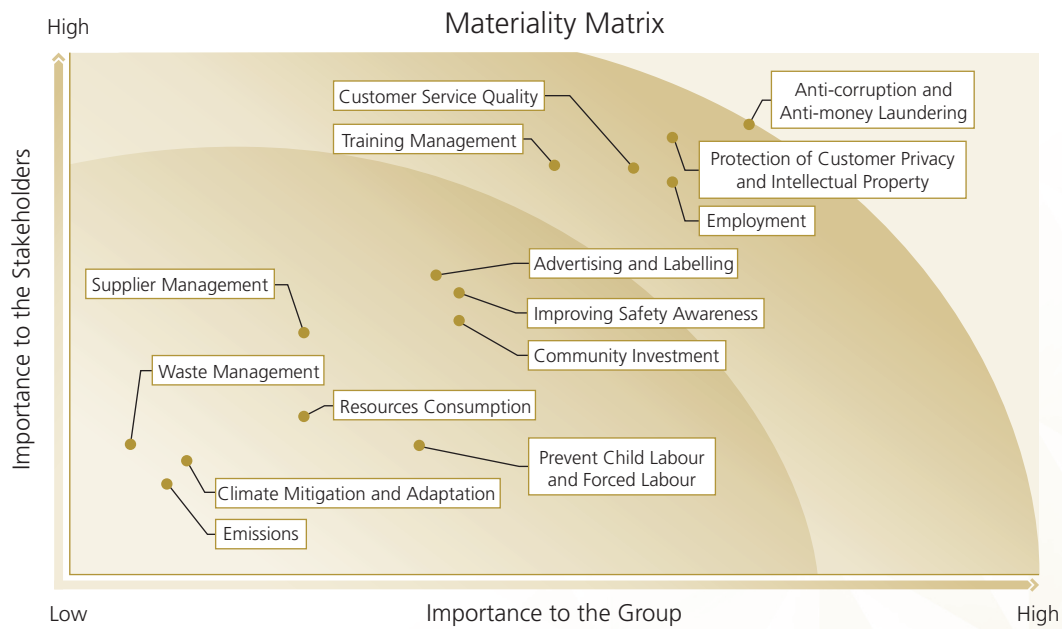 Materiality Matrix
High
Importance to the Stakeholders
Customer Service Quality
Anti-corruption and
Anti-money Laundering
Training Management
Protection of Customer Privacy
and Intellectual Property
Employment
Advertising and Labelling
Supplier Management
Improving Safety Awareness
Community Investment
Waste Management
Resources Consumption
Prevent Child Labour
and Forced Labour
Climate Mitigation and Adaptation
Emissions
Low
Importance to the Group
High